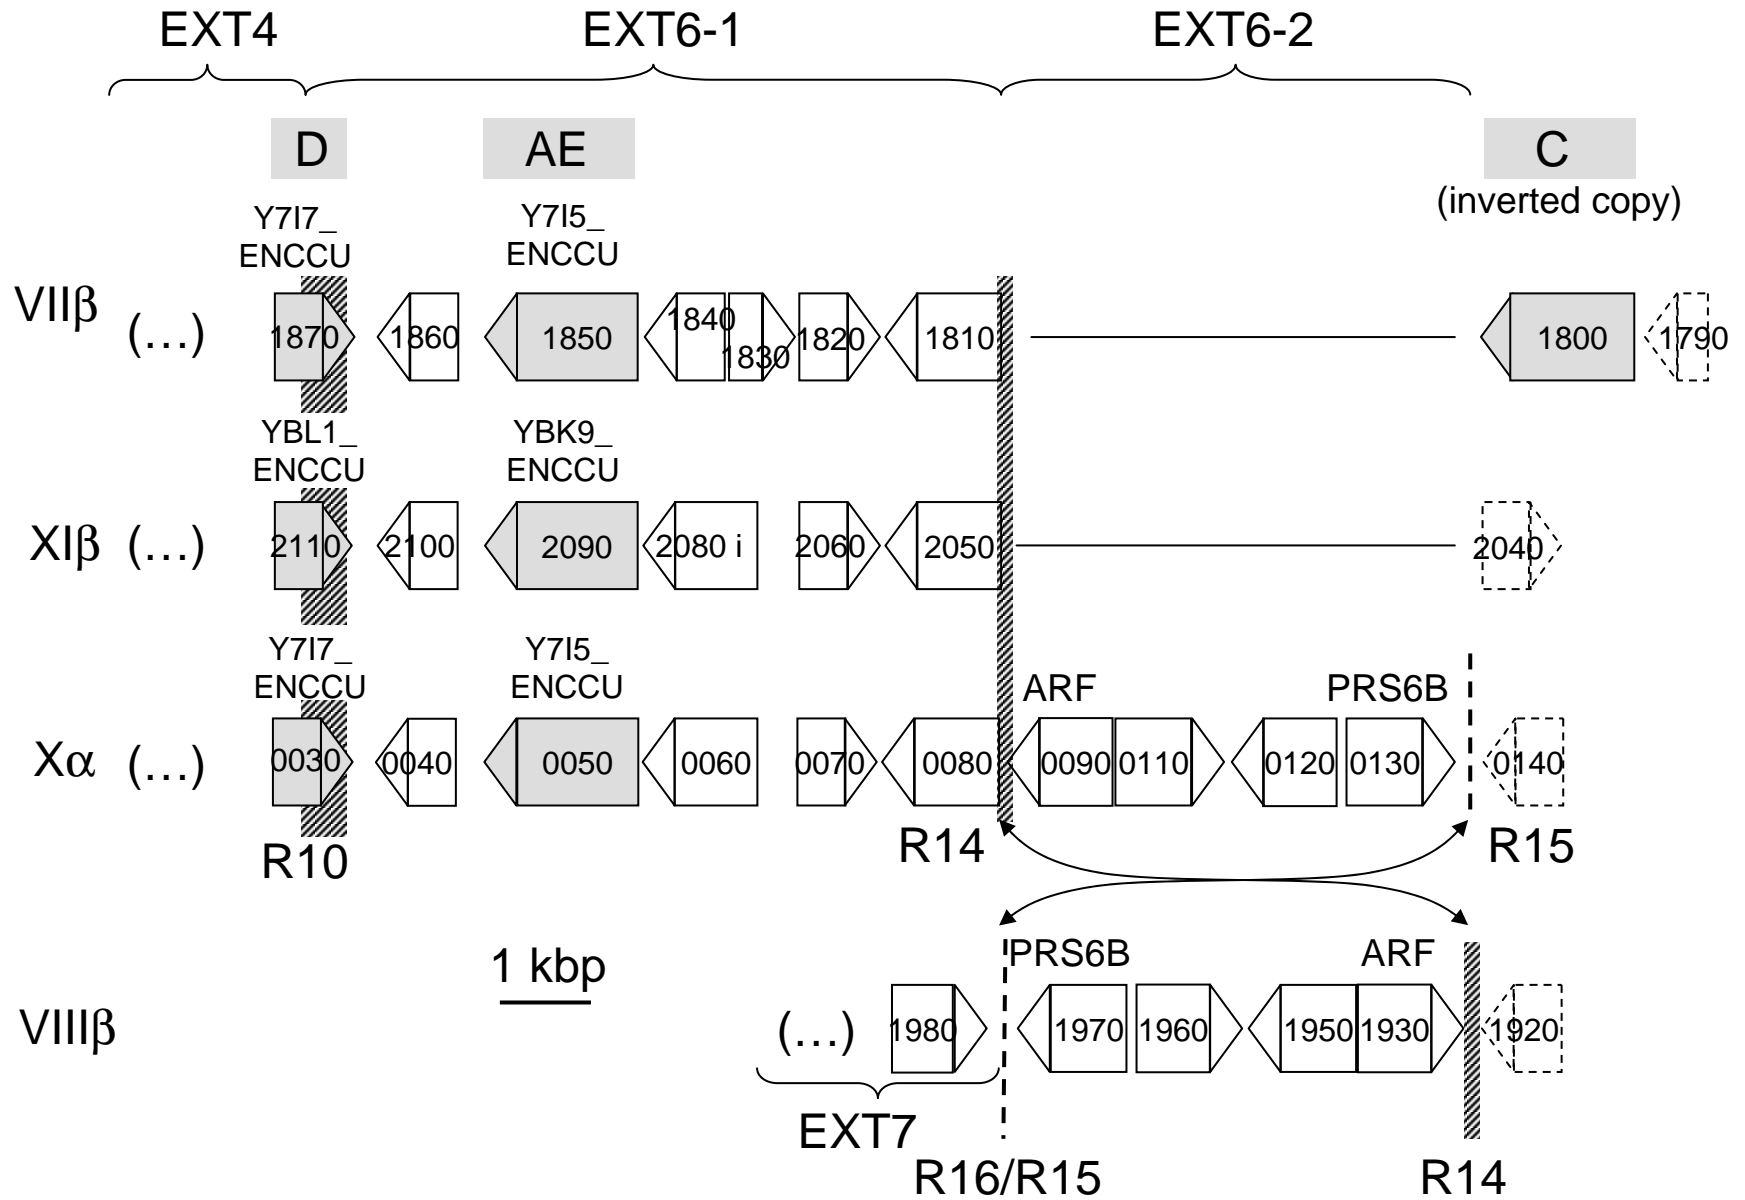 EXT4 EXT6-1 EXT6-2
D AE C
(inverted copy)
Y7I7_ Y7I5_
ENCCU ENCCU
VIIβ (…) 1870 1860 1850 1840 1830 1820 1810 1800 1790
YBL1_ YBK9_
ENCCU ENCCU
XIβ (…) 2110 2100 2090 2080 i 2060 2050 2040
Y7I7_ Y7I5_
ENCCU ENCCU ARF PRS6B
Xα (…) 0030 0040 0050 0060 0070 0080 0090 0110 0120 0130 0140
R10 R14 R15
1 kbp PRS6B ARF
VIIIβ (…) 1980 1970 1960 1950 1930 1920
EXT7
R16/R15 R14